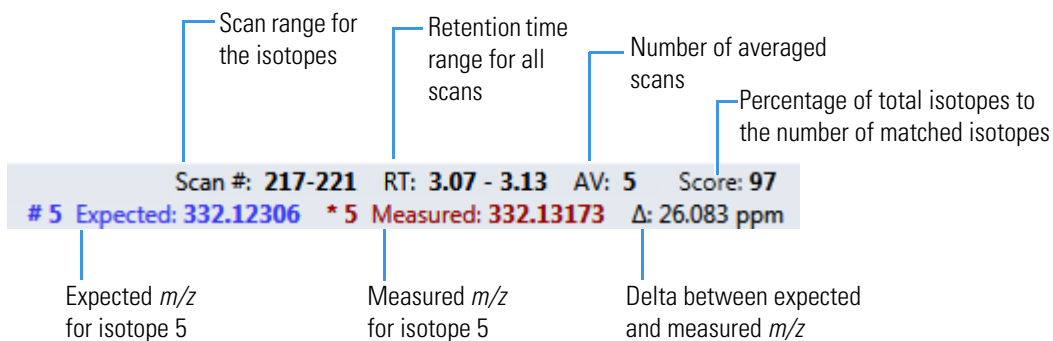 Scan range for
the isotopes
Retention time
range for all
scans
Number of averaged
scans
Percentage of total isotopes to
the number of matched isotopes
Scan #: 217-221 RT: 3.07 - 3.13 AV: 5 Score: 97
# 5 Expected: 332.12306 * 5 Measured: 332.13173 Δ: 26.083 ppm
Expected m/z
for isotope 5
Measured m/z
for isotope 5
Delta between expected
and measured m/z